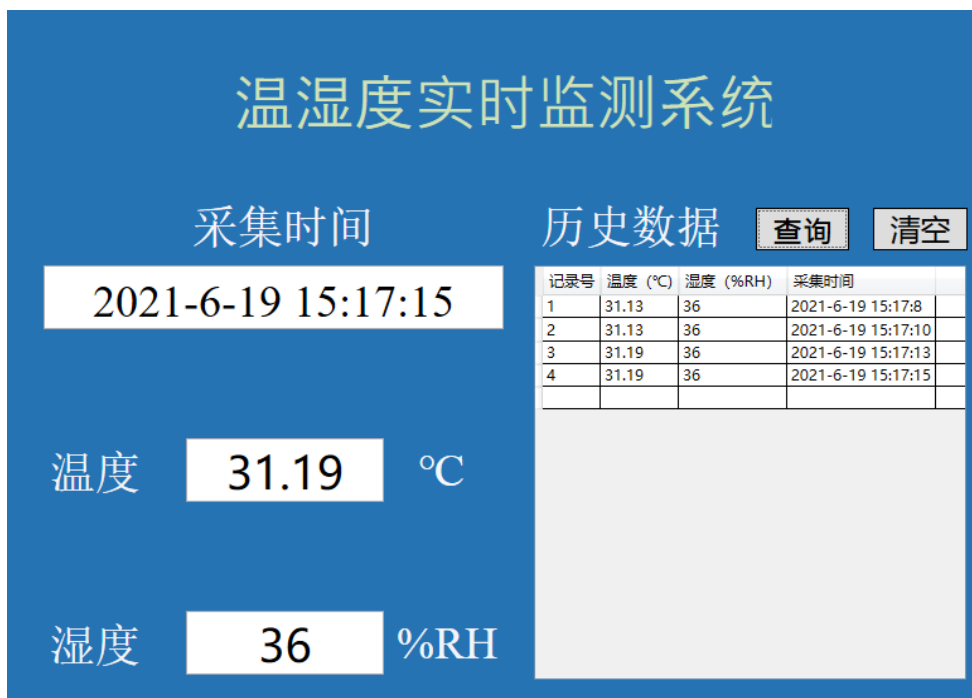 温湿度实时监测系统
采集时间
2021-6-19 15:17:15
温度 31.19 ℃
湿度 36 %RH
历史数据 查询 清空
记录号 温度（℃） 湿度（%RH） 采集时间
1 31.13 36 2021-6-19 15:17:8
2 31.13 36 2021-6-19 15:17:10
3 31.19 36 2021-6-19 15:17:13
4 31.19 36 2021-6-19 15:17:15